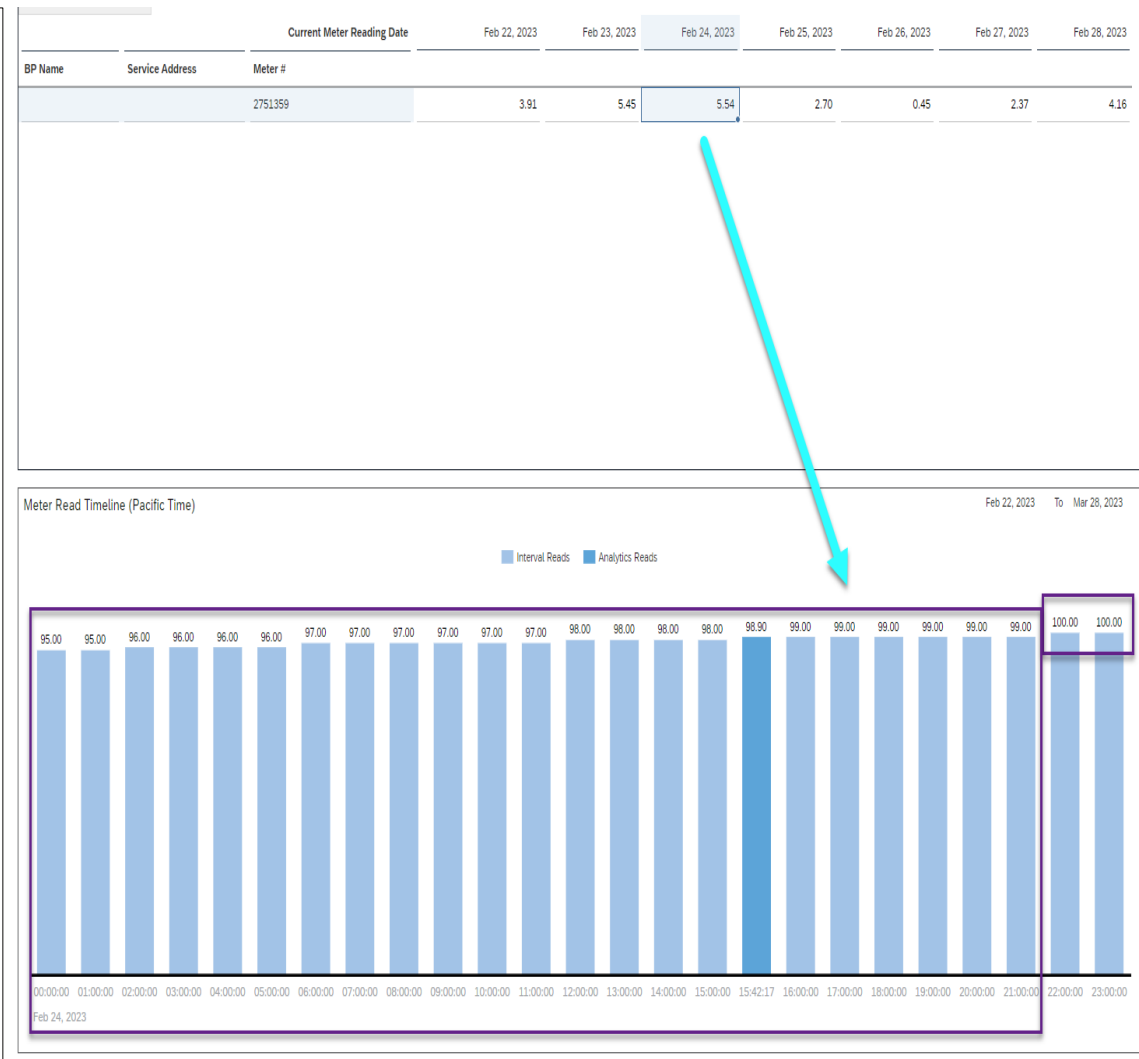 Current Meter Reading Date Feb 22, 2023 Feb 23, 2023 Feb 24, 2023 Feb 25, 2023 Feb 26, 2023 Feb 27, 2023 Feb 28, 2023
BP Name Service Address Meter #
2751359 3.91 5.45 5.54 2.70 0.45 2.37 4.16
Meter Read Timeline (Pacific Time) Feb 22, 2023 To Mar 28, 2023
Interval Reads Analytics Reads
95.00 95.00 96.00 96.00 96.00 96.00 97.00 97.00 97.00 97.00 97.00 97.00 98.00 98.00 98.00 98.00 98.90 99.00 99.00 99.00 99.00 99.00 99.00 100.00 100.00
00:00:00 01:00:00 02:00:00 03:00:00 04:00:00 05:00:00 06:00:00 07:00:00 08:00:00 09:00:00 10:00:00 11:00:00 12:00:00 13:00:00 14:00:00 15:00:00 15:42:17 16:00:00 17:00:00 18:00:00 19:00:00 20:00:00 21:00:00 22:00:00 23:00:00
Feb 24, 2023